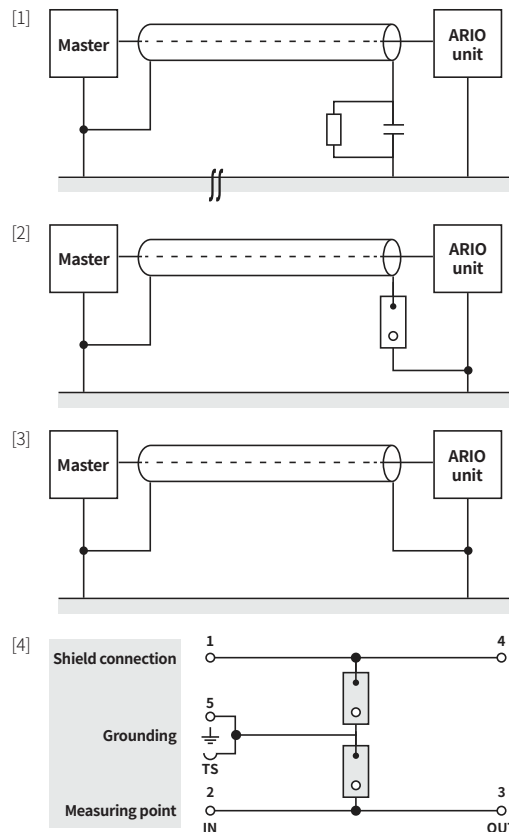 [1]
Master
ARIO
unit
[2]
Master
ARIO
unit
[3]
Master
ARIO
unit
[4]
1
4
Shield connection
5
Grounding
TS
2
3
Measuring point
IN
OUT